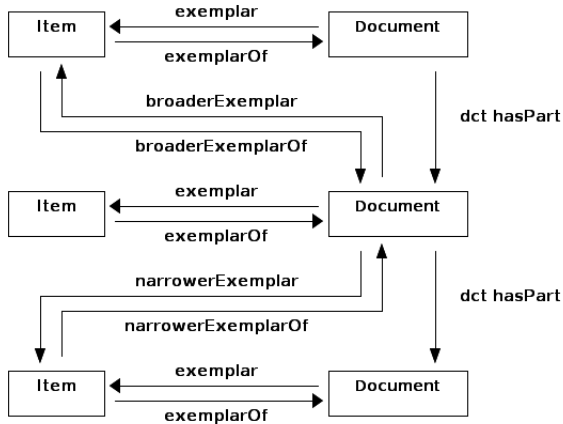 exemplar
Item
Document
exemplarOf
broaderExemplar
dct hasPart
broaderExemplarOf
exemplar
Item
Document
exemplarOf
narrowerExemplar
dct hasPart
narrowerExemplarOf
exemplar
Item
Document
exemplarOf